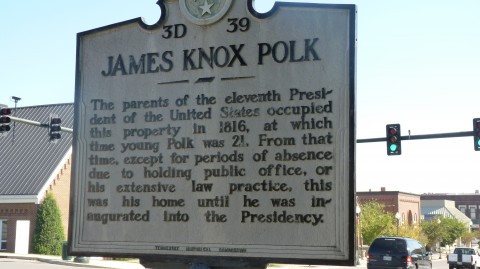 3D 39
JAMES KNOX POLK
The parents of the eleventh Presi-
dent of the United States occupied
this property in 1816, at which
time young Polk was 21. From that
time, except for periods of absence
due to holding public office, or
his extensive law practice, this
was his home until he was in-
augurated into the Presidency.
TENNESSEE HISTORICAL COMMISSION